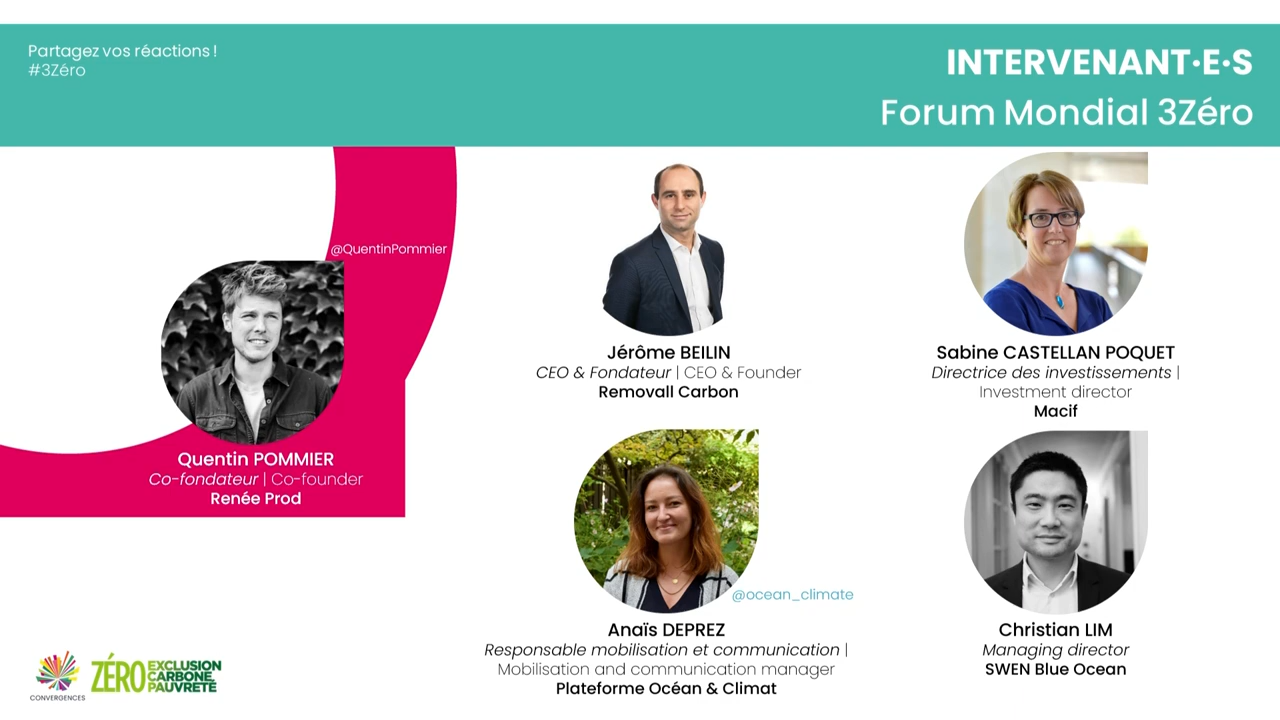 Partagez vos réactions !
#3Zéro
INTERVENANT·E·S
Forum Mondial 3Zéro
@QuentinPommier
Quentin POMMIER
Co-fondateur | Co-founder
Renée Prod
Jérôme BEILIN
CEO & Fondateur | CEO & Founder
Removall Carbon
Sabine CASTELLAN POQUET
Directrice des investissements |
Investment director
Macif
@ocean_climate
Anaïs DEPREZ
Responsable mobilisation et communication |
Mobilisation and communication manager
Plateforme Océan & Climat
Christian LIM
Managing director
SWEN Blue Ocean
CONVERGENCES
ZÉRO
EXCLUSION
CARBONE
PAUVRETE